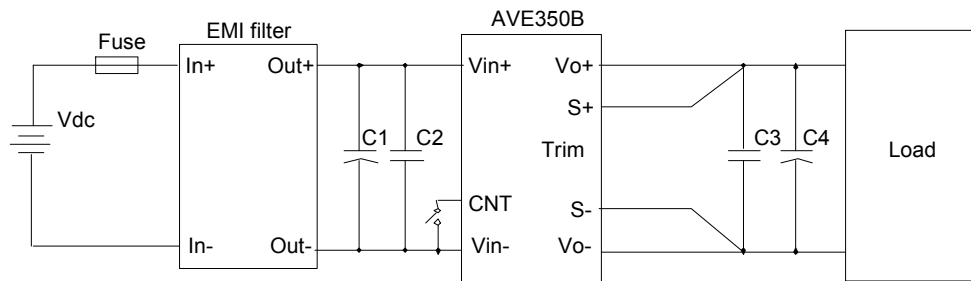 AVE350B
EMI filter
Fuse
In+
Out+
Vin+
Vo+
S+
Vdc
C1
C2
Trim
C3
C4
Load
CNT
S-
In-
Out-
Vin-
Vo-